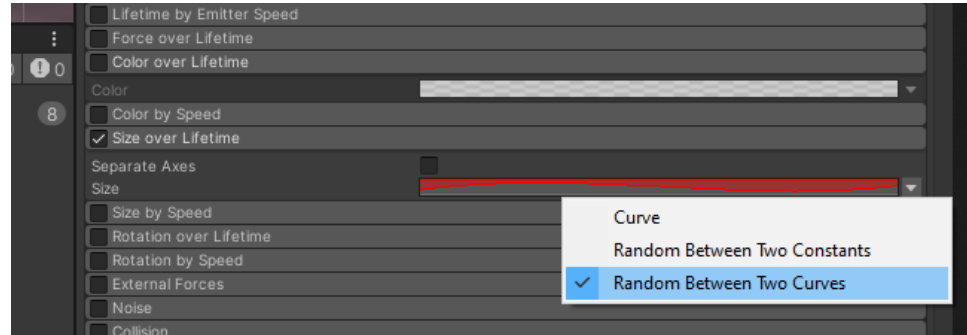 Lifetime by Emitter Speed
Force over Lifetime
0
Color over Lifetime
Color
8
Color by Speed
Size over Lifetime
Separate Axes
Size
Size by Speed
Rotation over Lifetime
Rotation by Speed
External Forces
Noise
Collision
Curve
Random Between Two Constants
Random Between Two Curves